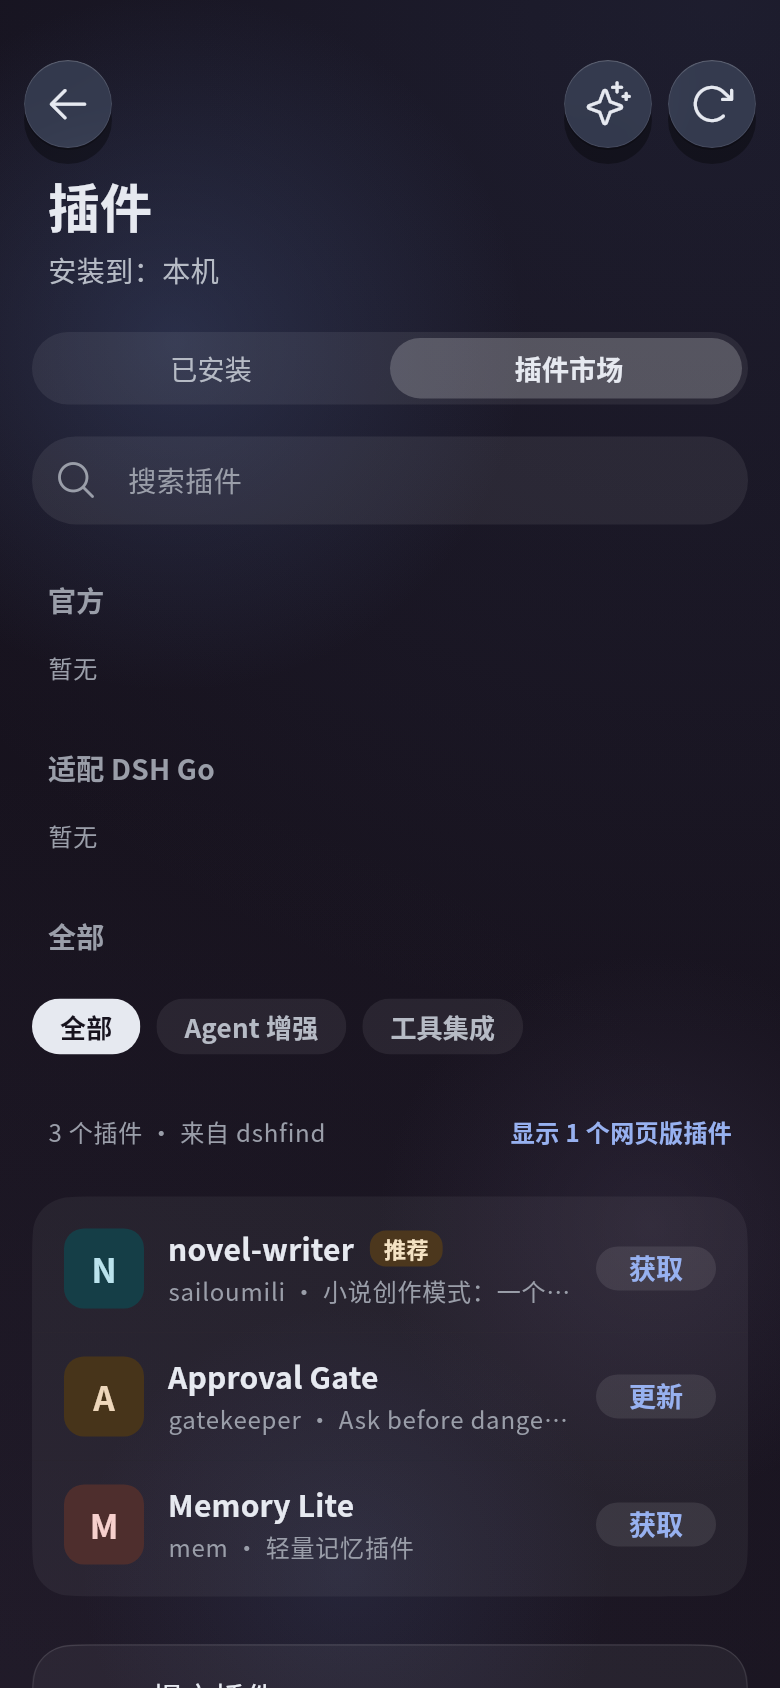 插件
安装到：本机
已安装
插件市场
搜索插件
官方
暂无
适配 DSH Go
暂无
全部
全部
Agent 增强
工具集成
3 个插件 · 来自 dshfind
显示 1 个网页版插件
N
novel-writer
推荐
sailoumili · 小说创作模式：一个…
获取
A
Approval Gate
gatekeeper · Ask before dange…
更新
M
Memory Lite
mem · 轻量记忆插件
获取